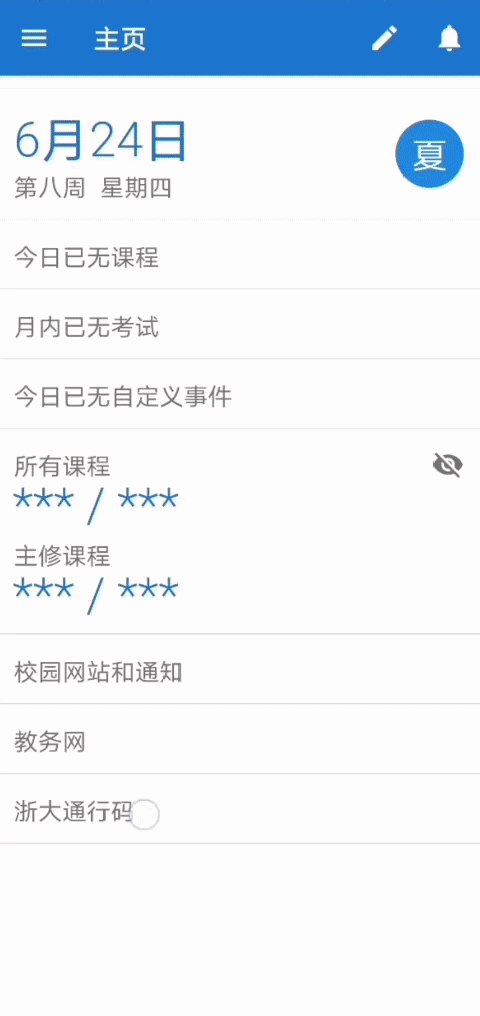 主页
6月24日
夏
第八周 星期四
今日已无课程
月内已无考试
今日已无自定义事件
所有课程
*** / ***
主修课程
*** / ***
校园网站和通知
教务网
浙大通行码